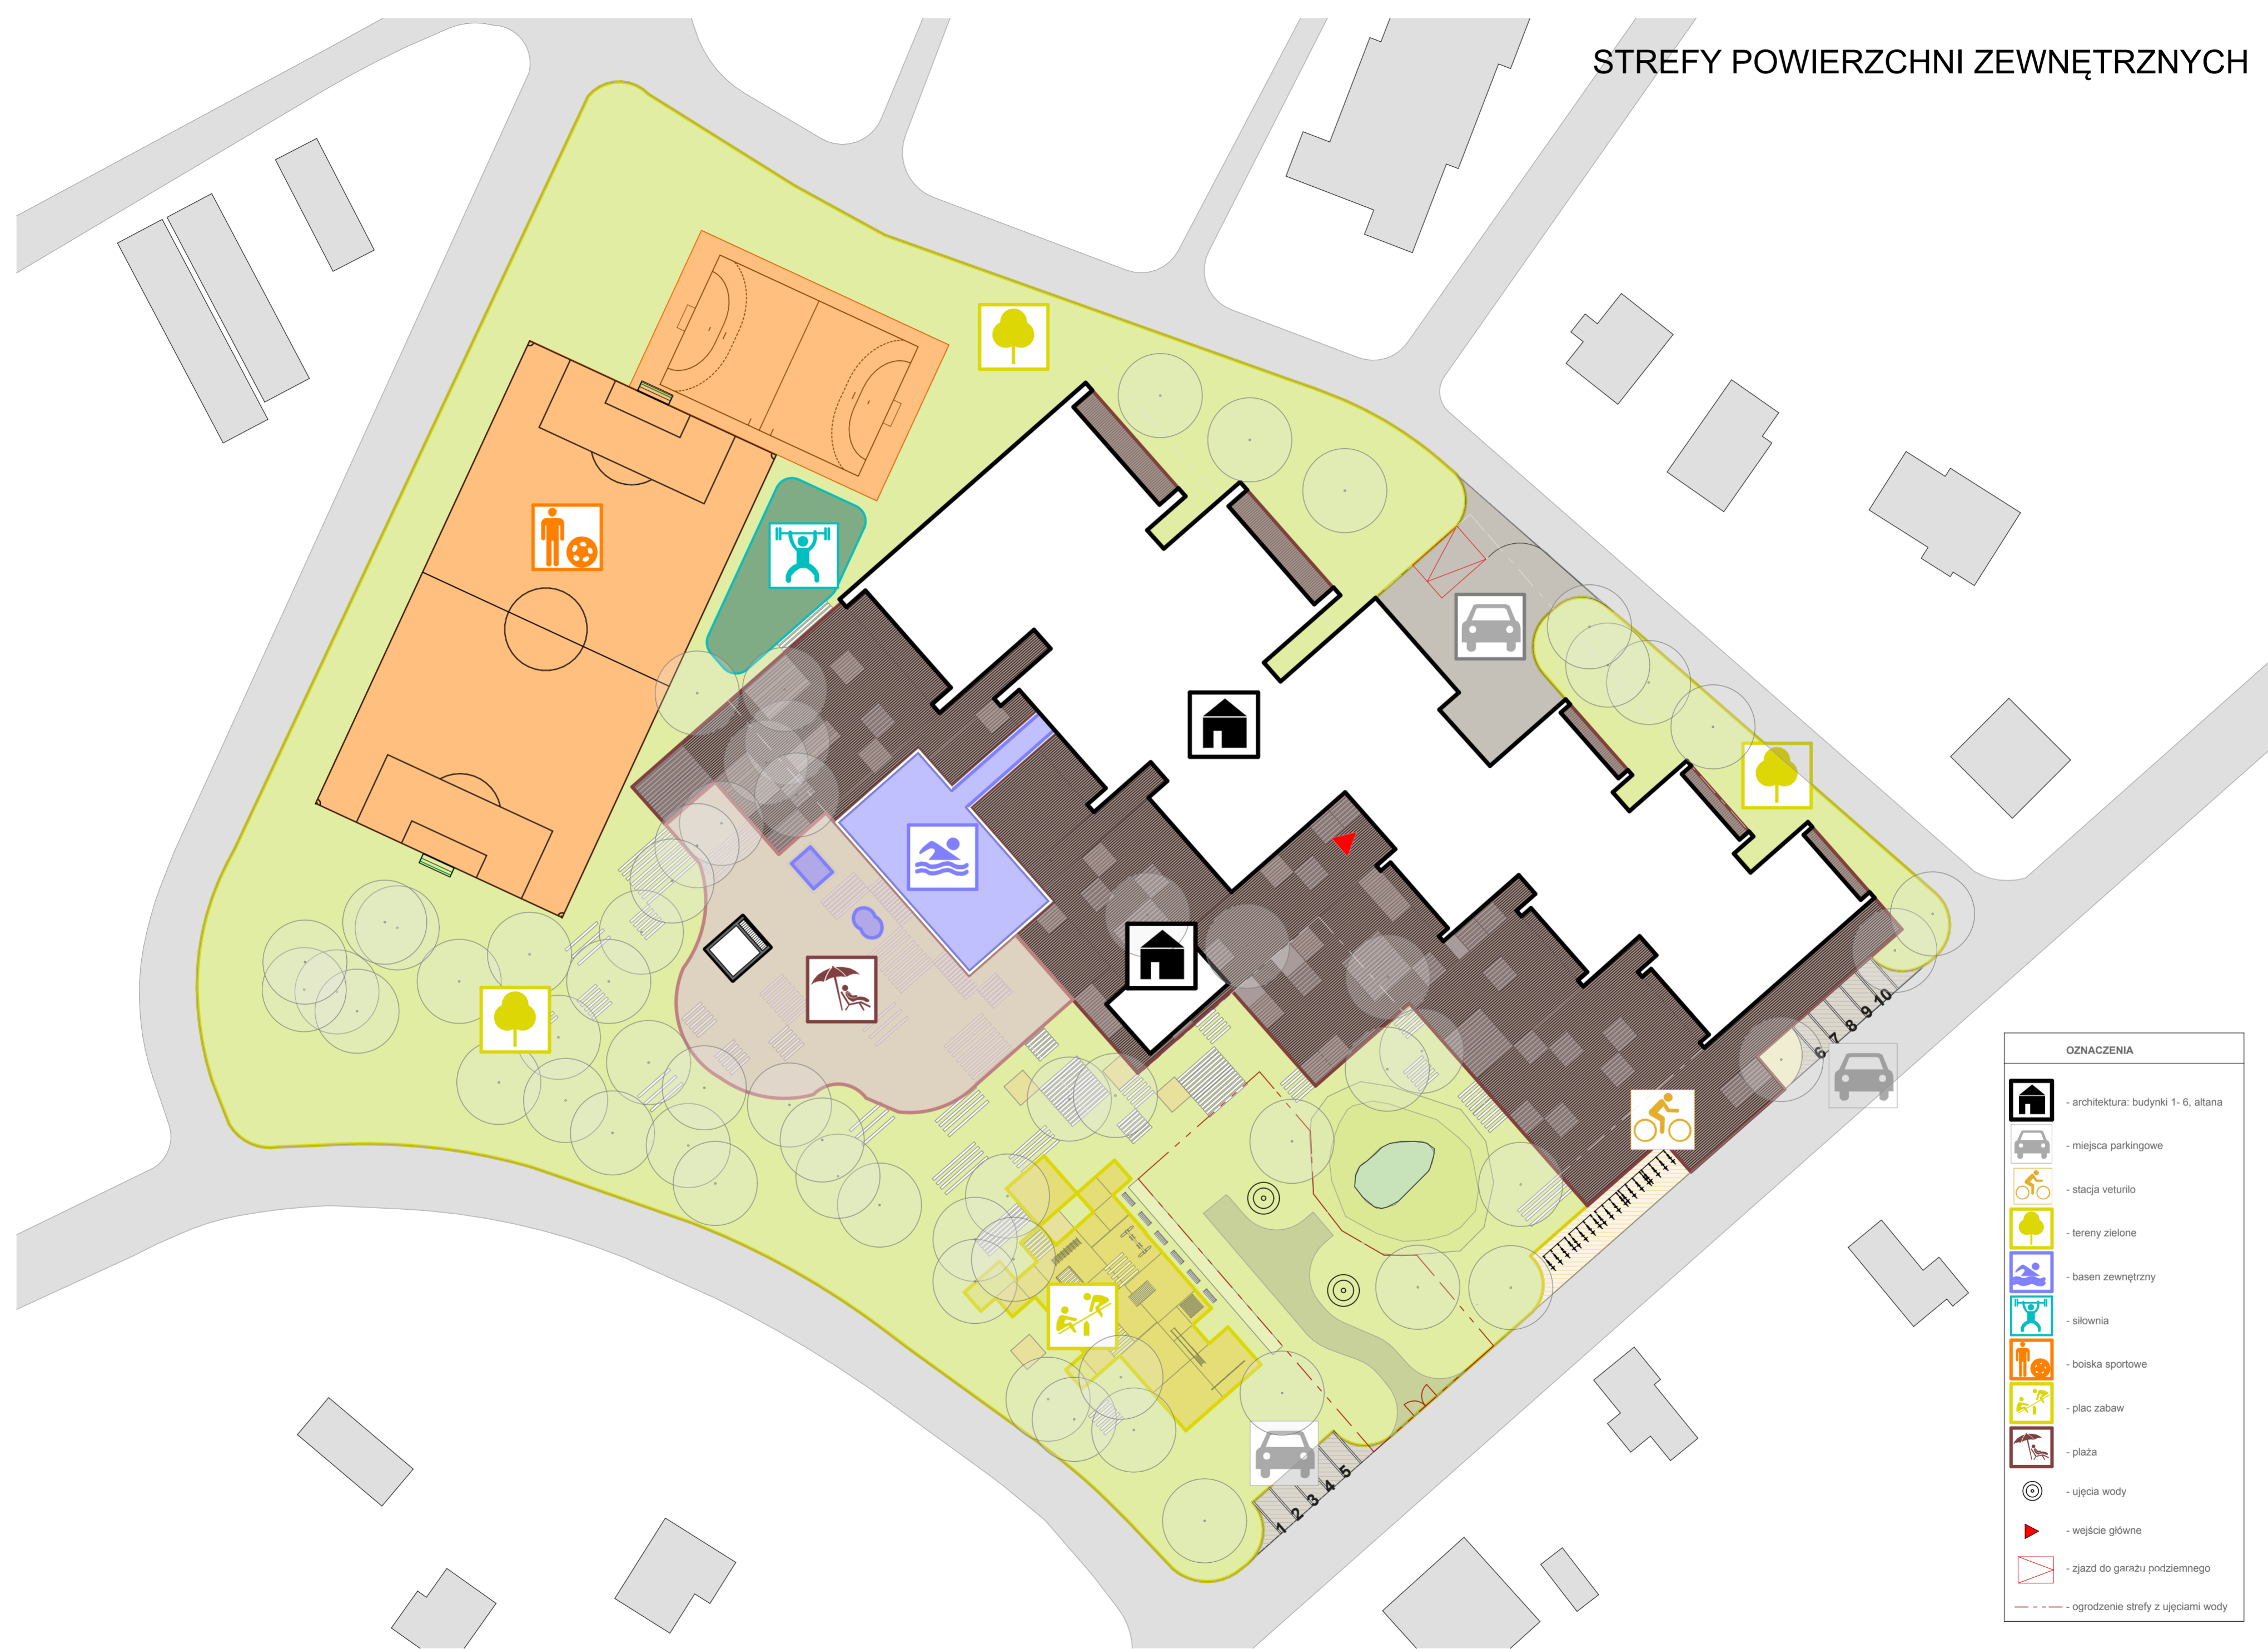 STREFY POWIERZCHNI ZEWNĘTRZNYCH
6 7 8 9 10
1 2 3 4 5
OZNACZENIA
- architektura: budynki 1- 6, altana
- miejsca parkingowe
- stacja veturilo
- tereny zielone
- basen zewnętrzny
- siłownia
- boiska sportowe
- plac zabaw
- plaża
- ujęcia wody
- wejście główne
- zjazd do garażu podziemnego
- ogrodzenie strefy z ujęciami wody